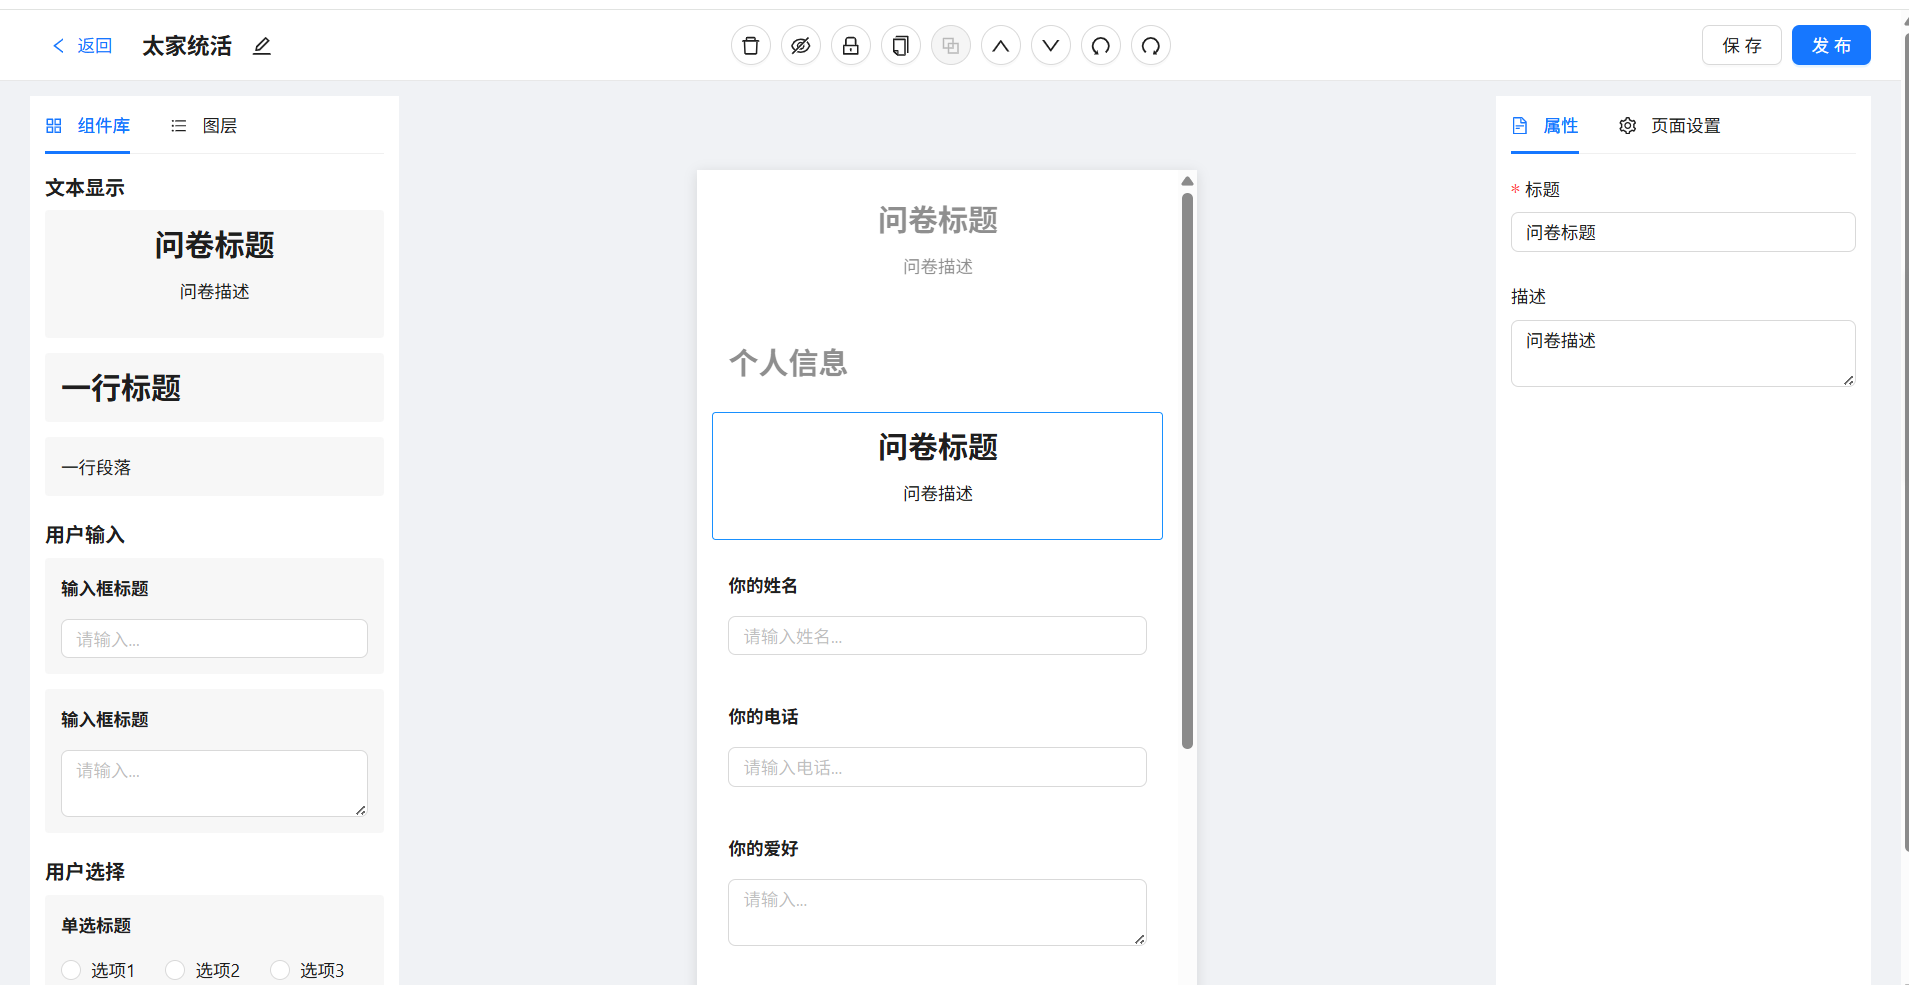 返回
太家统活
保 存
发 布
组件库
图层
文本显示
问卷标题
问卷描述
一行标题
一行段落
用户输入
输入框标题
请输入...
输入框标题
请输入...
用户选择
单选标题
选项1
选项2
选项3
问卷标题
问卷描述
个人信息
问卷标题
问卷描述
你的姓名
请输入姓名...
你的电话
请输入电话...
你的爱好
请输入...
属性
页面设置
* 标题
问卷标题
描述
问卷描述